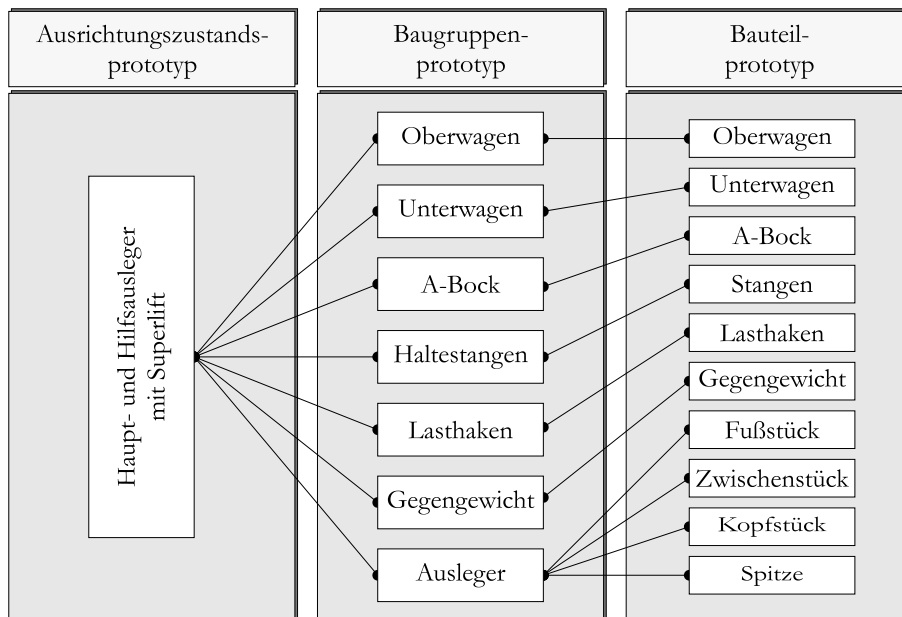 Ausrichtungszustands-
prototyp
Baugruppen-
prototyp
Bauteil-
prototyp
Haupt- und Hilfsausleger
mit Superlift
Oberwagen
Unterwagen
A-Bock
Haltestangen
Lasthaken
Gegengewicht
Ausleger
Oberwagen
Unterwagen
A-Bock
Stangen
Lasthaken
Gegengewicht
Fußstück
Zwischenstück
Kopfstück
Spitze